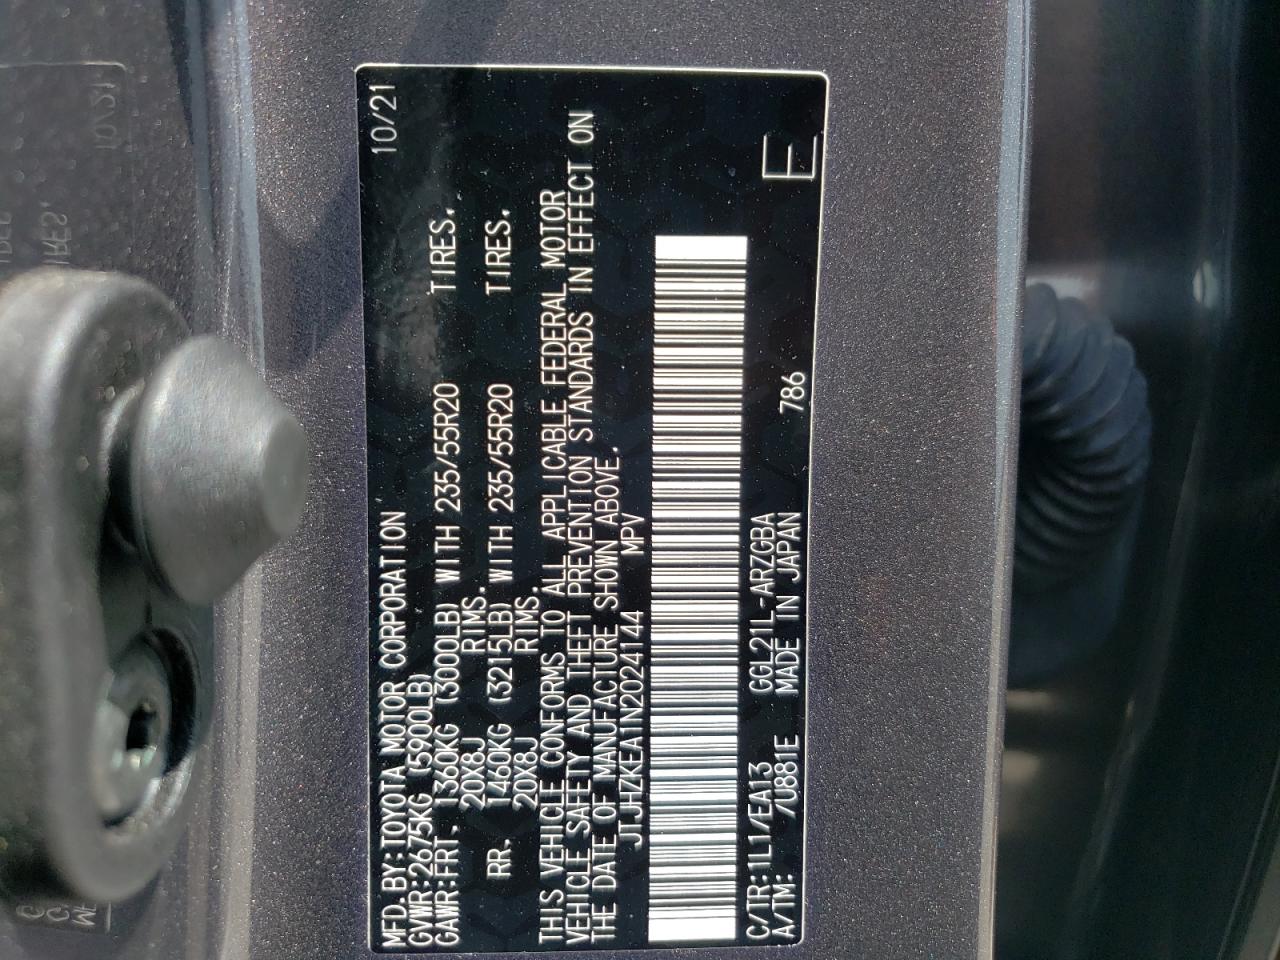 MFD.BY:TOYOTA MOTOR CORPORATION 10/21
GVWR:2675KG (5900LB)
GAWR:FRT. 1360KG (3000LB) WITH 235/55R20 TIRES.
20X8J RIMS.
RR. 1460KG (3215LB) WITH 235/55R20 TIRES.
20X8J RIMS.
THIS VEHICLE CONFORMS TO ALL APPLICABLE FEDERAL MOTOR
VEHICLE SAFETY AND THEFT PREVENTION STANDARDS IN EFFECT ON
THE DATE OF MANUFACTURE SHOWN ABOVE.
JTJHZKEA1N2024144 MPV
C/TR:1L1/EA13 GGL21L-ARZGBA E
A/TM: /U881E MADE IN JAPAN 786